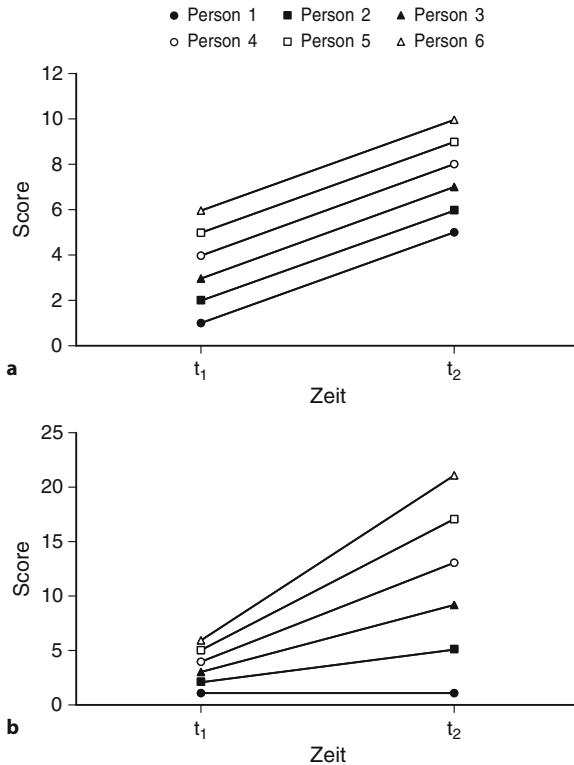 Person 1 Person 2 Person 3
Person 4 Person 5 Person 6
12
10
8
6
4
2
0
Score
t₁ t₂
Zeit
a
25
20
15
10
5
0
Score
t₁ t₂
Zeit
b